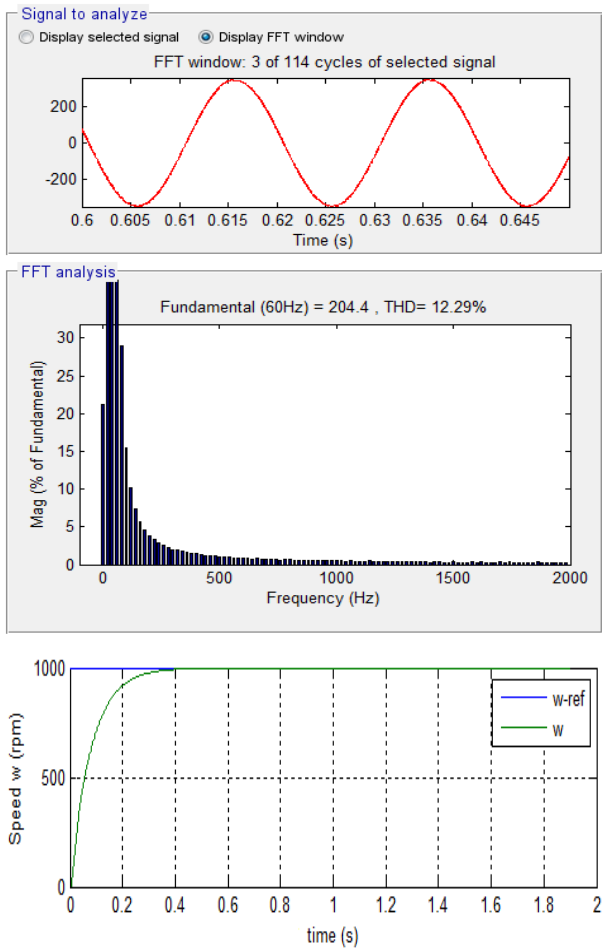 Signal to analyze
Display selected signal Display FFT window
FFT window: 3 of 114 cycles of selected signal
200
0
-200
0.6 0.605 0.61 0.615 0.62 0.625 0.63 0.635 0.64 0.645
Time (s)
FFT analysis
Fundamental (60Hz) = 204.4 , THD= 12.29%
Mag (% of Fundamental)
30
25
20
15
10
5
0
0 500 1000 1500 2000
Frequency (Hz)
Speed w (rpm)
1000
500
0
w-ref
w
0 0.2 0.4 0.6 0.8 1 1.2 1.4 1.6 1.8 2
time (s)